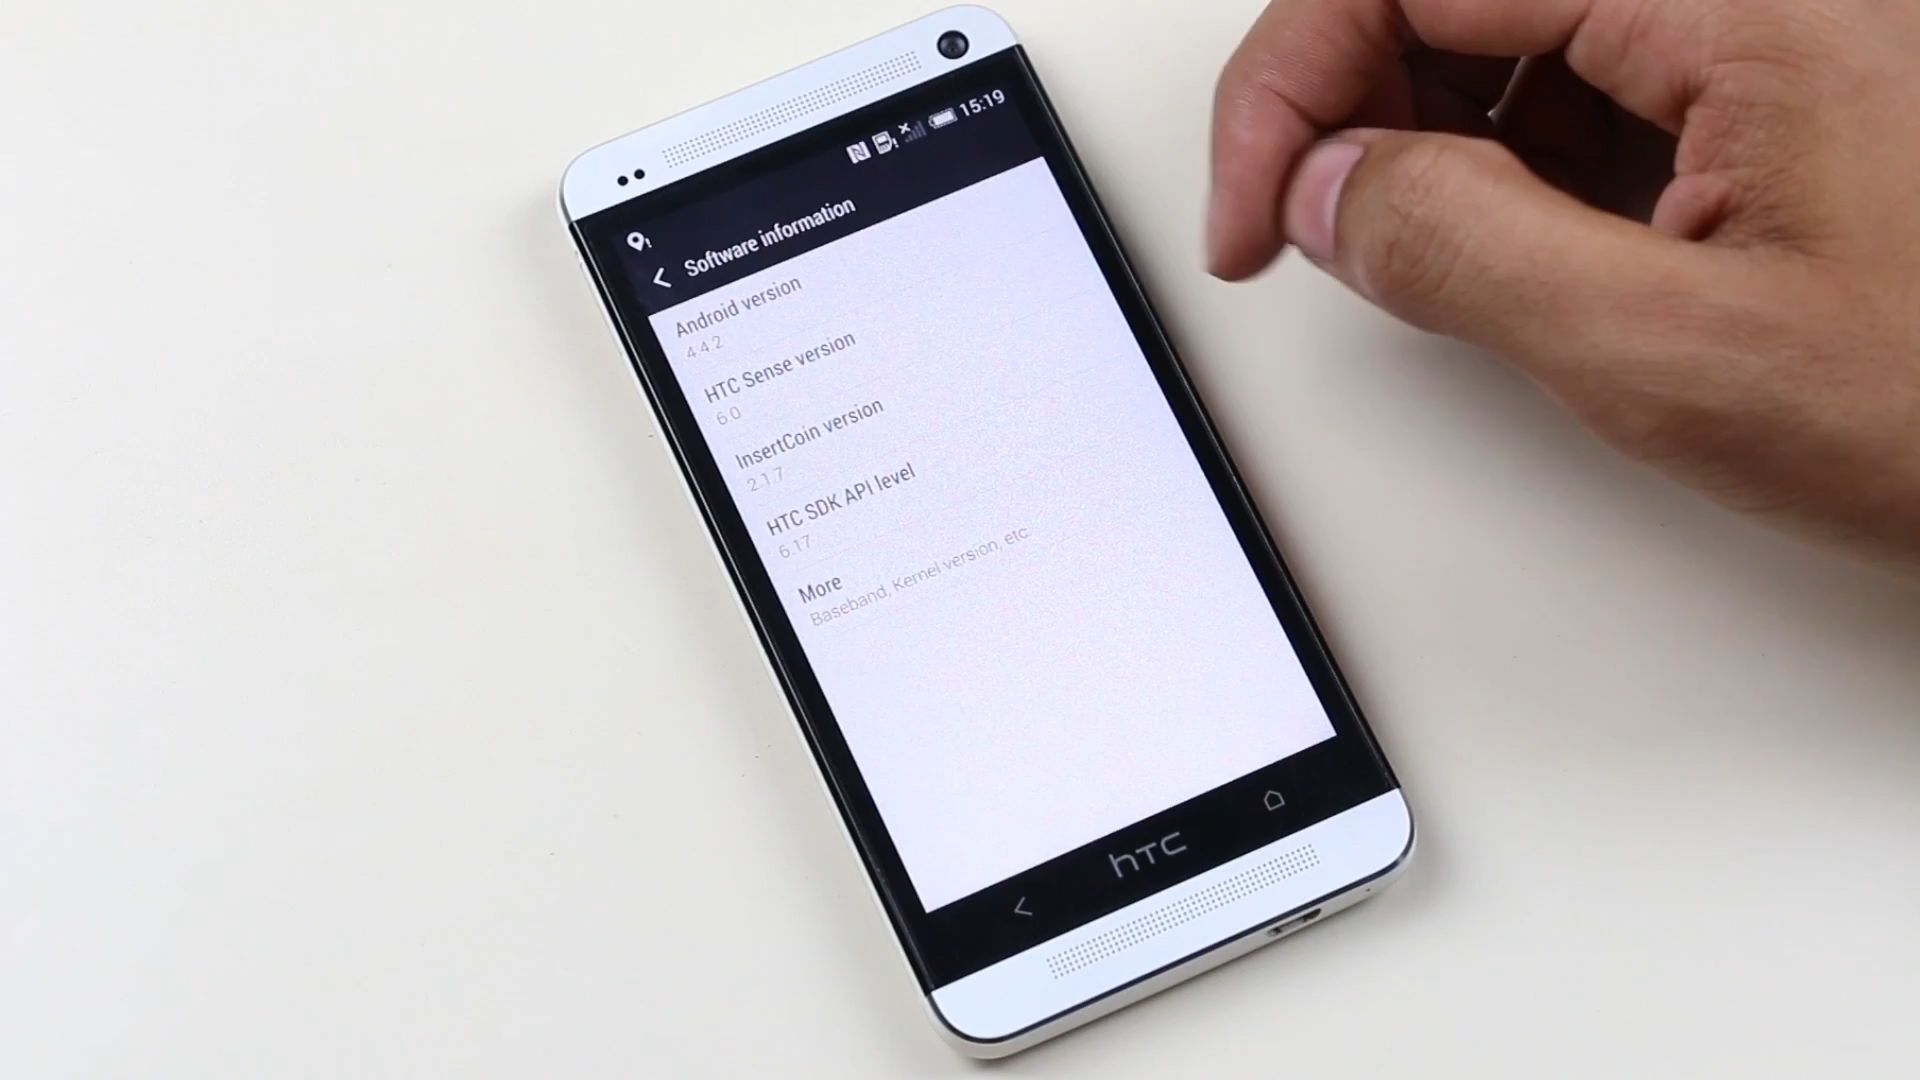 15:19
Software information
Android version
4.4.2
HTC Sense version
6.0
InsertCoin version
2.1.7
HTC SDK API level
6.17
More
Baseband, Kernel version, etc.
hTC